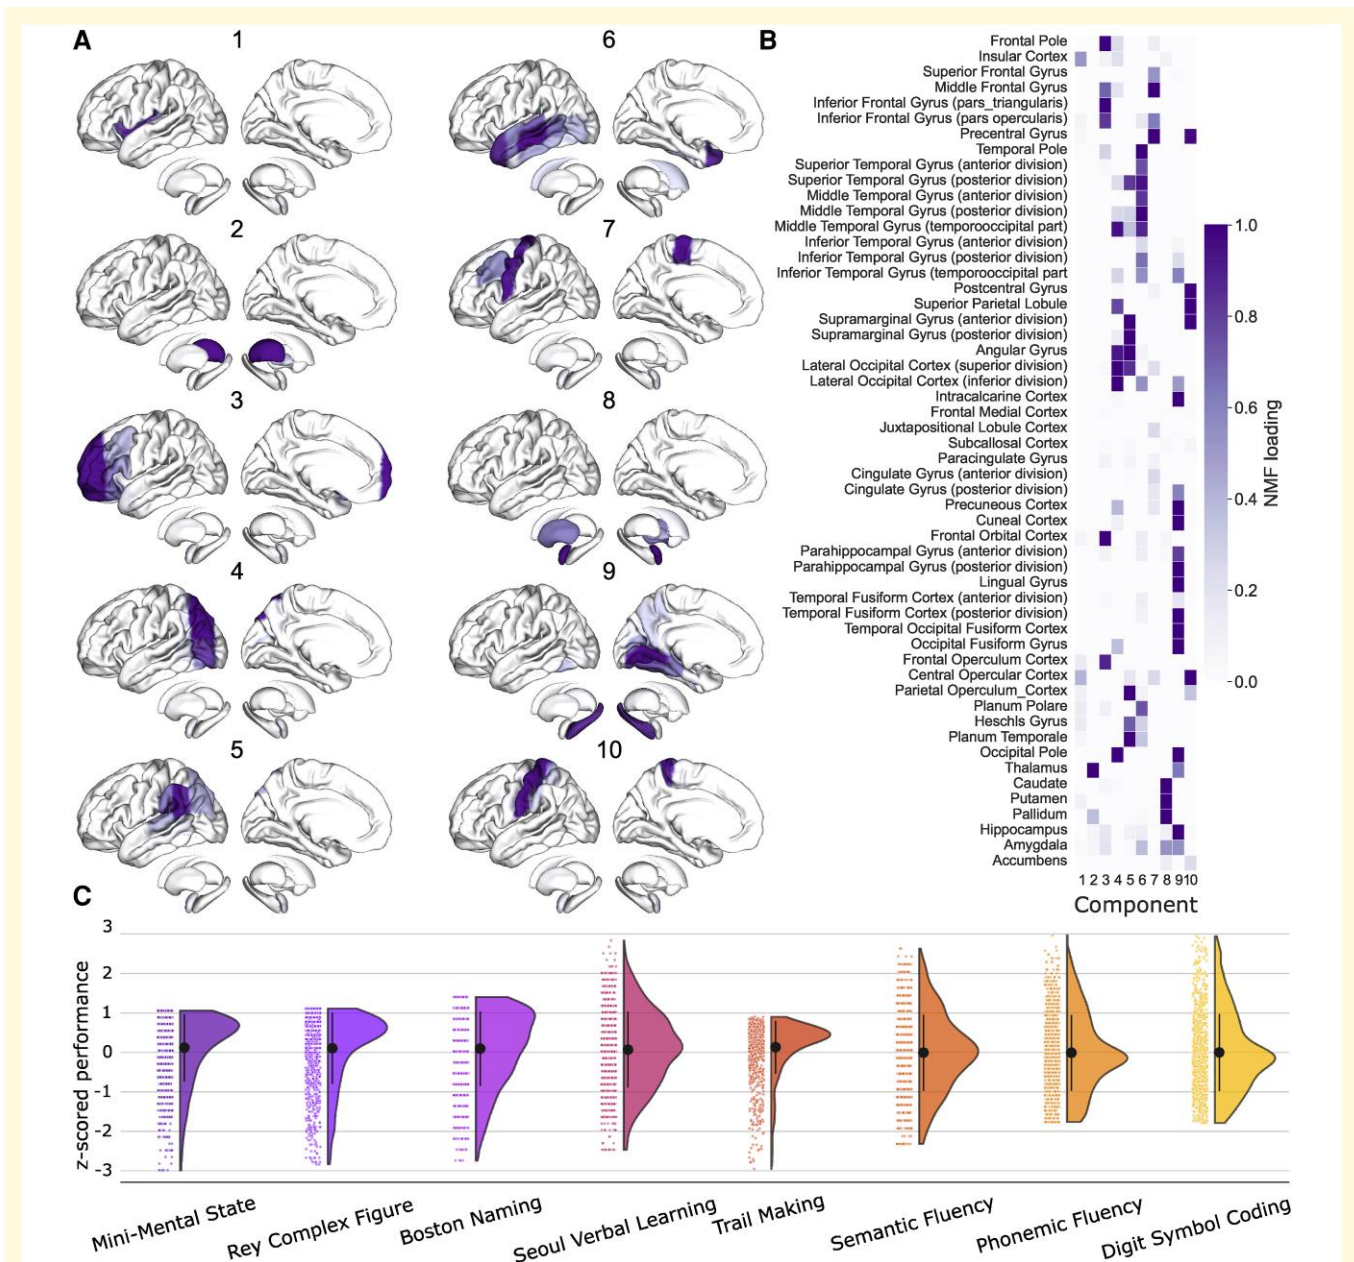 A
1
6
2
7
3
8
4
9
5
10
B
Frontal Pole
Insular Cortex
Superior Frontal Gyrus
Middle Frontal Gyrus
Inferior Frontal Gyrus (pars_triangularis)
Inferior Frontal Gyrus (pars opercularis)
Precentral Gyrus
Temporal Pole
Superior Temporal Gyrus (anterior division)
Superior Temporal Gyrus (posterior division)
Middle Temporal Gyrus (anterior division)
Middle Temporal Gyrus (posterior division)
Middle Temporal Gyrus (temporooccipital part)
Inferior Temporal Gyrus (anterior division)
Inferior Temporal Gyrus (posterior division)
Inferior Temporal Gyrus (temporooccipital part
Postcentral Gyrus
Superior Parietal Lobule
Supramarginal Gyrus (anterior division)
Supramarginal Gyrus (posterior division)
Angular Gyrus
Lateral Occipital Cortex (superior division)
Lateral Occipital Cortex (inferior division)
Intracalcarine Cortex
Frontal Medial Cortex
Juxtapositional Lobule Cortex
Subcallosal Cortex
Paracingulate Gyrus
Cingulate Gyrus (anterior division)
Cingulate Gyrus (posterior division)
Precuneous Cortex
Cuneal Cortex
Frontal Orbital Cortex
Parahippocampal Gyrus (anterior division)
Parahippocampal Gyrus (posterior division)
Lingual Gyrus
Temporal Fusiform Cortex (anterior division)
Temporal Fusiform Cortex (posterior division)
Temporal Occipital Fusiform Cortex
Occipital Fusiform Gyrus
Frontal Operculum Cortex
Central Opercular Cortex
Parietal Operculum_Cortex
Planum Polare
Heschls Gyrus
Planum Temporale
Occipital Pole
Thalamus
Caudate
Putamen
Pallidum
Hippocampus
Amygdala
Accumbens
1 2 3 4 5 6 7 8 9 10
Component
1.0
0.8
0.6
0.4
0.2
0.0
NMF loading
C
z-scored performance
3
2
1
0
-1
-2
-3
Mini-Mental State
Rey Complex Figure
Boston Naming
Seoul Verbal Learning
Trail Making
Semantic Fluency
Phonemic Fluency
Digit Symbol Coding